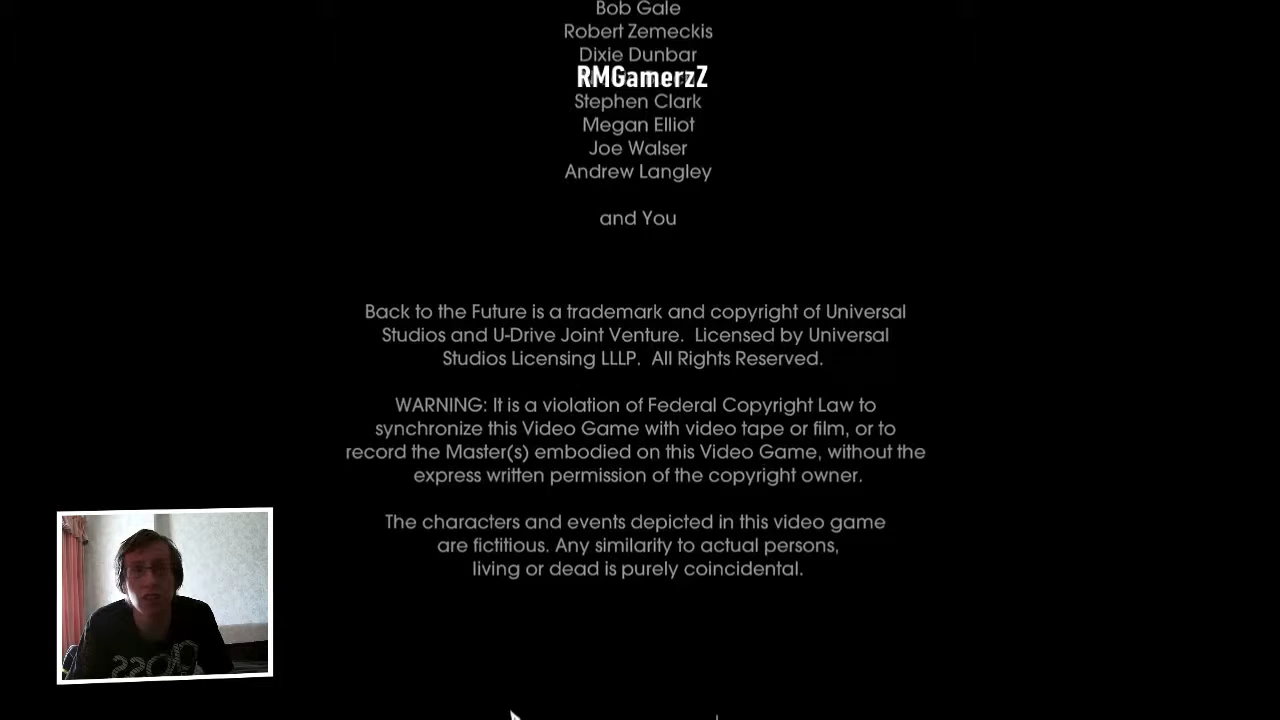 Bob Gale
Robert Zemeckis
Dixie Dunbar
RMGamerzZ
Stephen Clark
Megan Elliot
Joe Walser
Andrew Langley
and You
Back to the Future is a trademark and copyright of Universal
Studios and U-Drive Joint Venture. Licensed by Universal
Studios Licensing LLLP. All Rights Reserved.
WARNING: It is a violation of Federal Copyright Law to
synchronize this Video Game with video tape or film, or to
record the Master(s) embodied on this Video Game, without the
express written permission of the copyright owner.
The characters and events depicted in this video game
are fictitious. Any similarity to actual persons,
living or dead is purely coincidental.